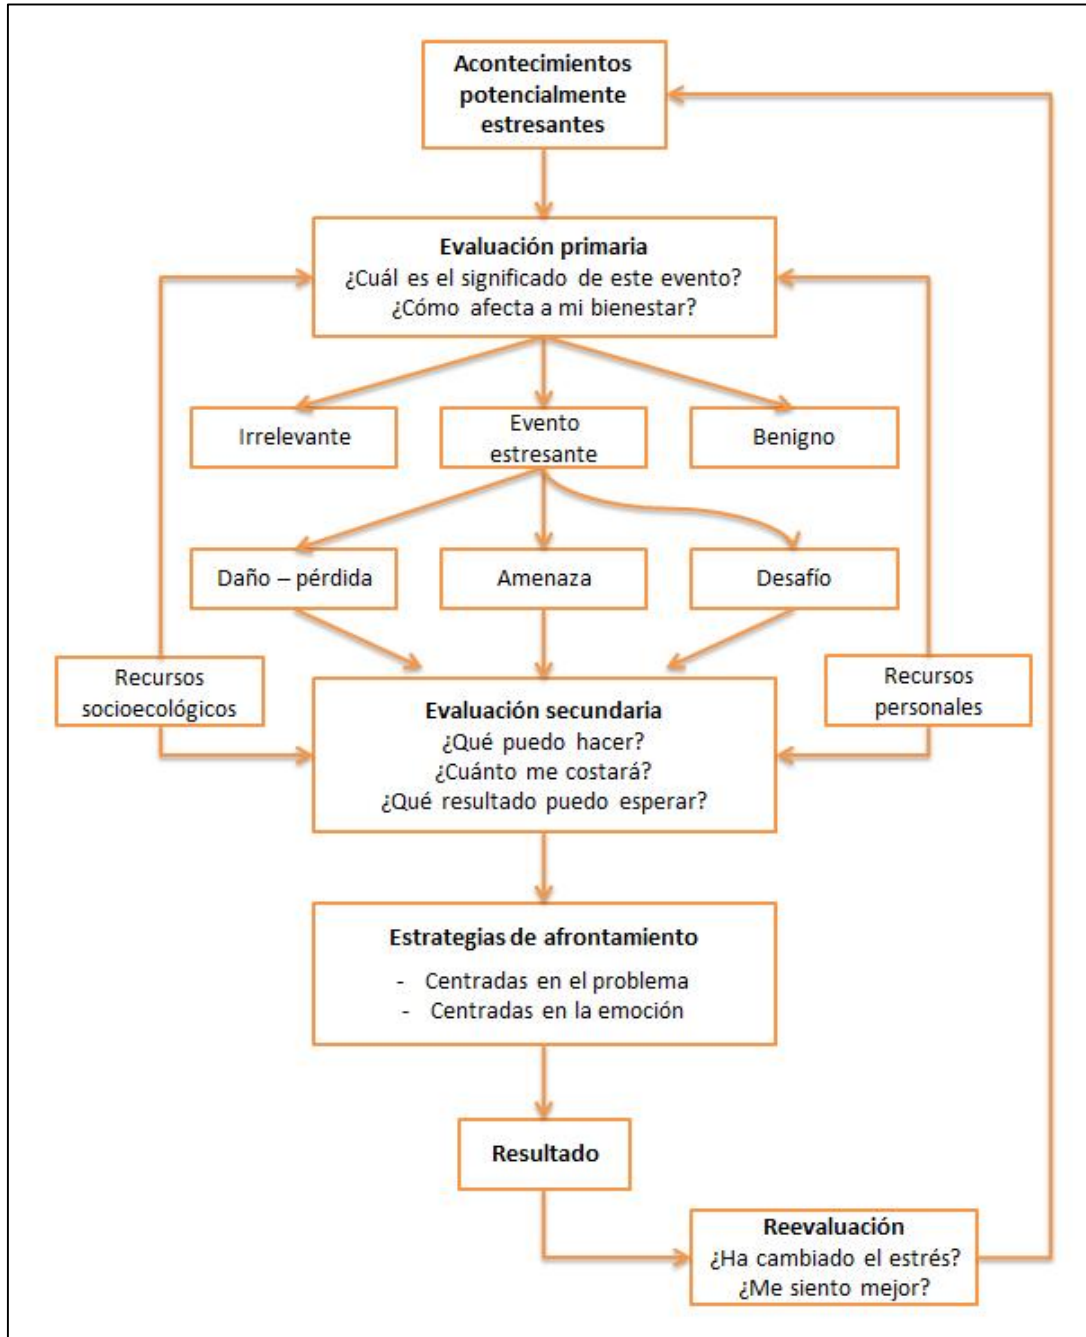 Acontecimientos
potencialmente
estresantes
Evaluación primaria
¿Cuál es el significado de este evento?
¿Cómo afecta a mi bienestar?
Irrelevante
Evento
estresante
Benigno
Daño – pérdida
Amenaza
Desafío
Recursos
socioecológicos
Recursos
personales
Evaluación secundaria
¿Qué puedo hacer?
¿Cuánto me costará?
¿Qué resultado puedo esperar?
Estrategias de afrontamiento
- Centradas en el problema
- Centradas en la emoción
Resultado
Reevaluación
¿Ha cambiado el estrés?
¿Me siento mejor?